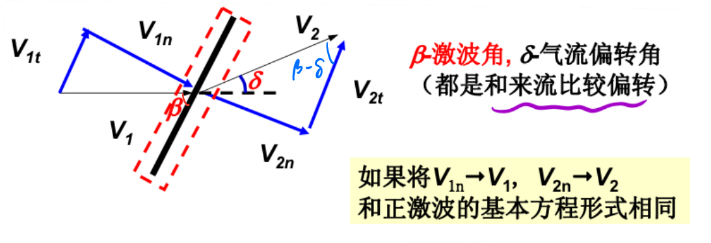 V1t
V1n
V2
β-δ
δ
β
V1
V2n
V2t
β-激波角, δ-气流偏转角
（都是和来流比较偏转）
如果将V1n→V1，V2n→V2
和正激波的基本方程形式相同